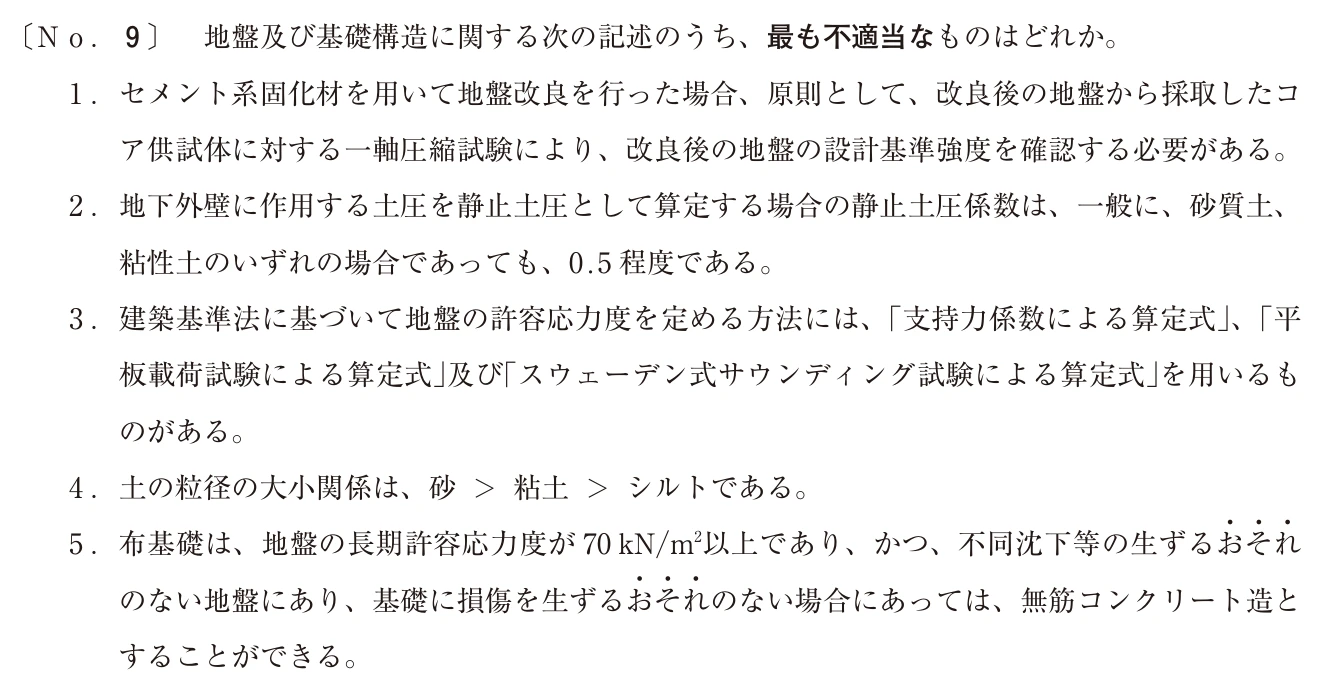 〔No. 9〕　地盤及び基礎構造に関する次の記述のうち、最も不適当なものはどれか。
1. セメント系固化材を用いて地盤改良を行った場合、原則として、改良後の地盤から採取したコ
ア供試体に対する一軸圧縮試験により、改良後の地盤の設計基準強度を確認する必要がある。
2. 地下外壁に作用する土圧を静止土圧として算定する場合の静止土圧係数は、一般に、砂質土、
粘性土のいずれの場合であっても、0.5 程度である。
3. 建築基準法に基づいて地盤の許容応力度を定める方法には、「支持力係数による算定式」、「平
板載荷試験による算定式」及び「スウェーデン式サウンディング試験による算定式」を用いるも
のがある。
4. 土の粒径の大小関係は、砂 ＞ 粘土 ＞ シルトである。
5. 布基礎は、地盤の長期許容応力度が 70 kN/m²以上であり、かつ、不同沈下等の生ずるおそれ
のない地盤にあり、基礎に損傷を生ずるおそれのない場合にあっては、無筋コンクリート造と
することができる。